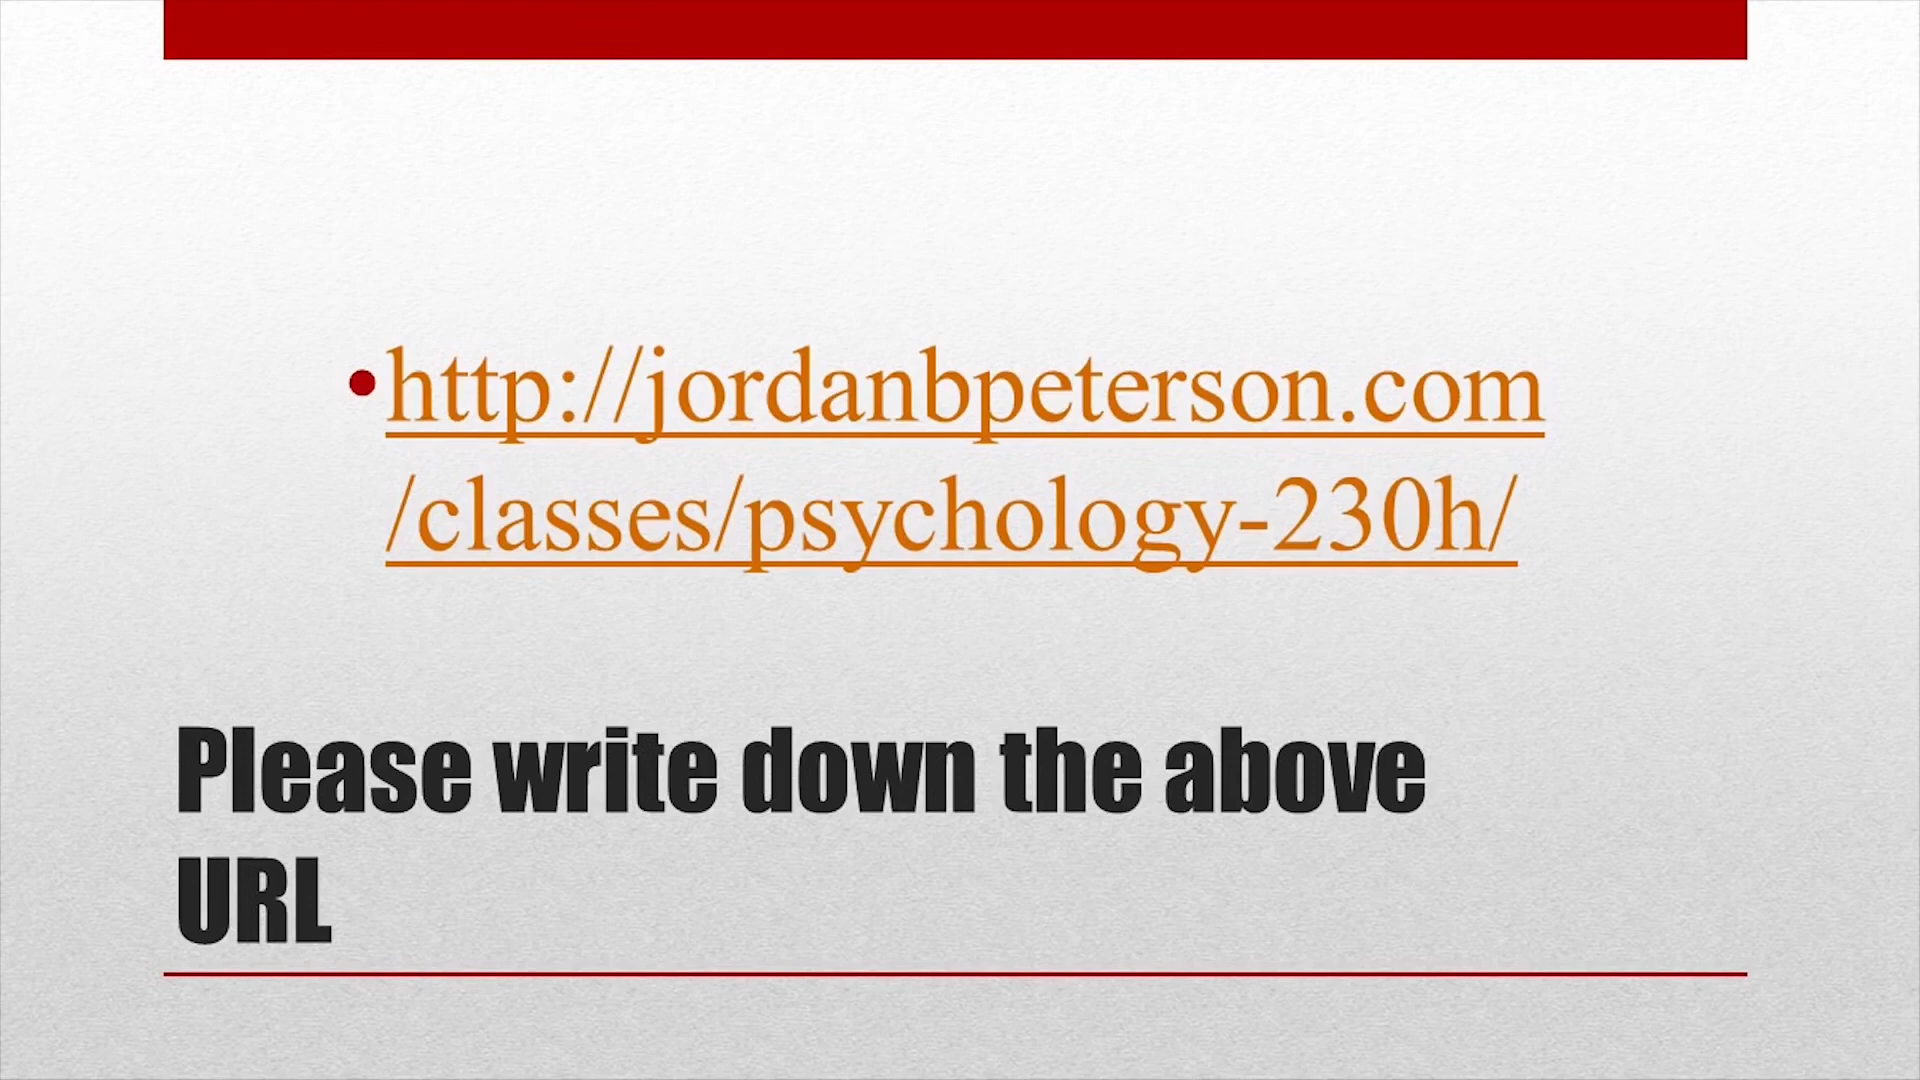 •http://jordanbpeterson.com
/classes/psychology-230h/
Please write down the above
URL